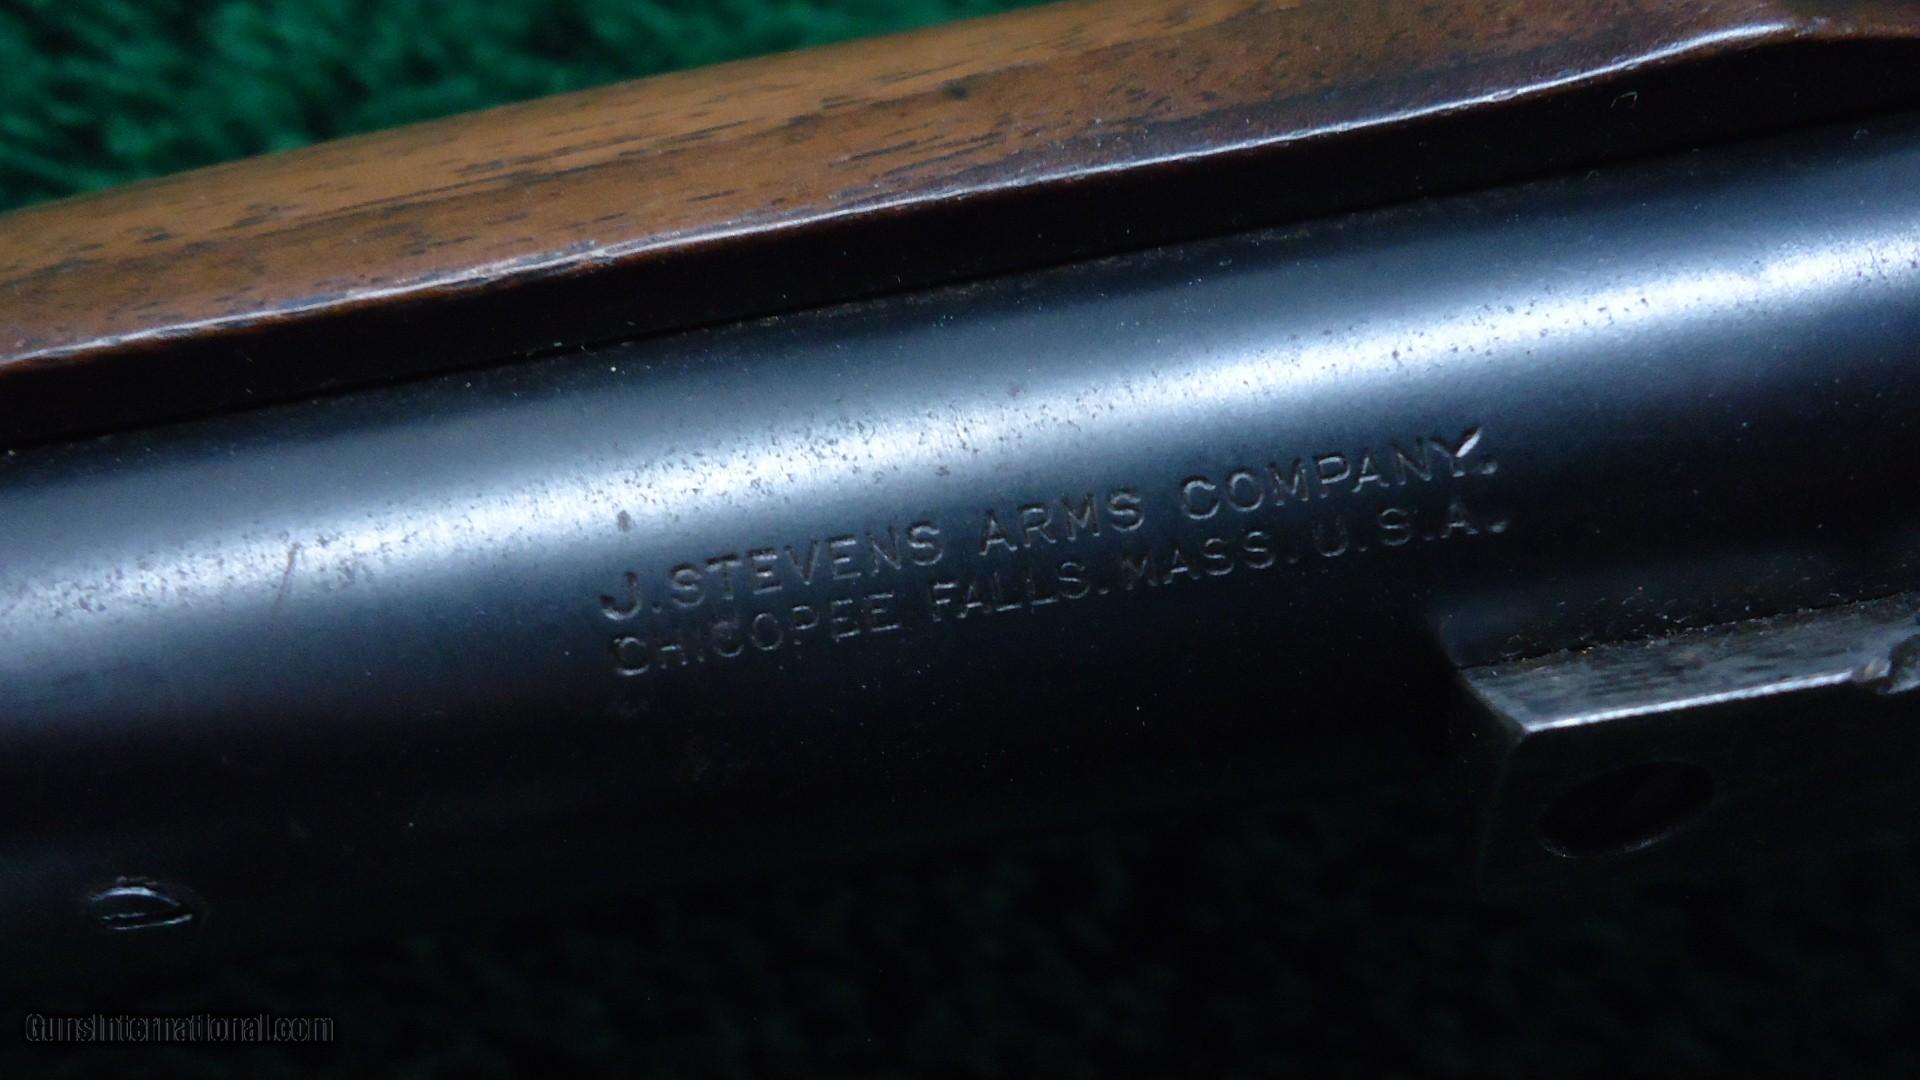 J. STEVENS ARMS COMPANY.
CHICOPEE FALLS. MASS. U.S.A.
GunsInternational.com